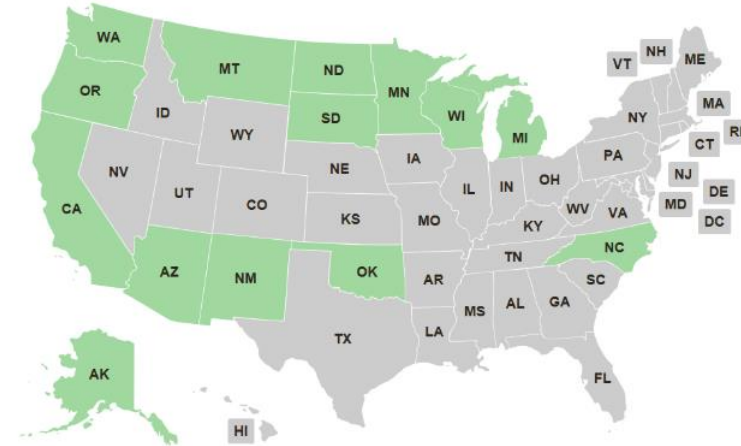 WA
MT
ND
MN
VT
NH
ME
OR
ID
SD
WI
MI
NY
MA
WY
CT
NV
NE
IA
PA
NJ
UT
CO
IL
IN
OH
DE
CA
KS
MO
KY
WV
VA
MD
DC
AZ
NM
OK
AR
TN
NC
SC
MS
AL
GA
TX
LA
AK
FL
HI